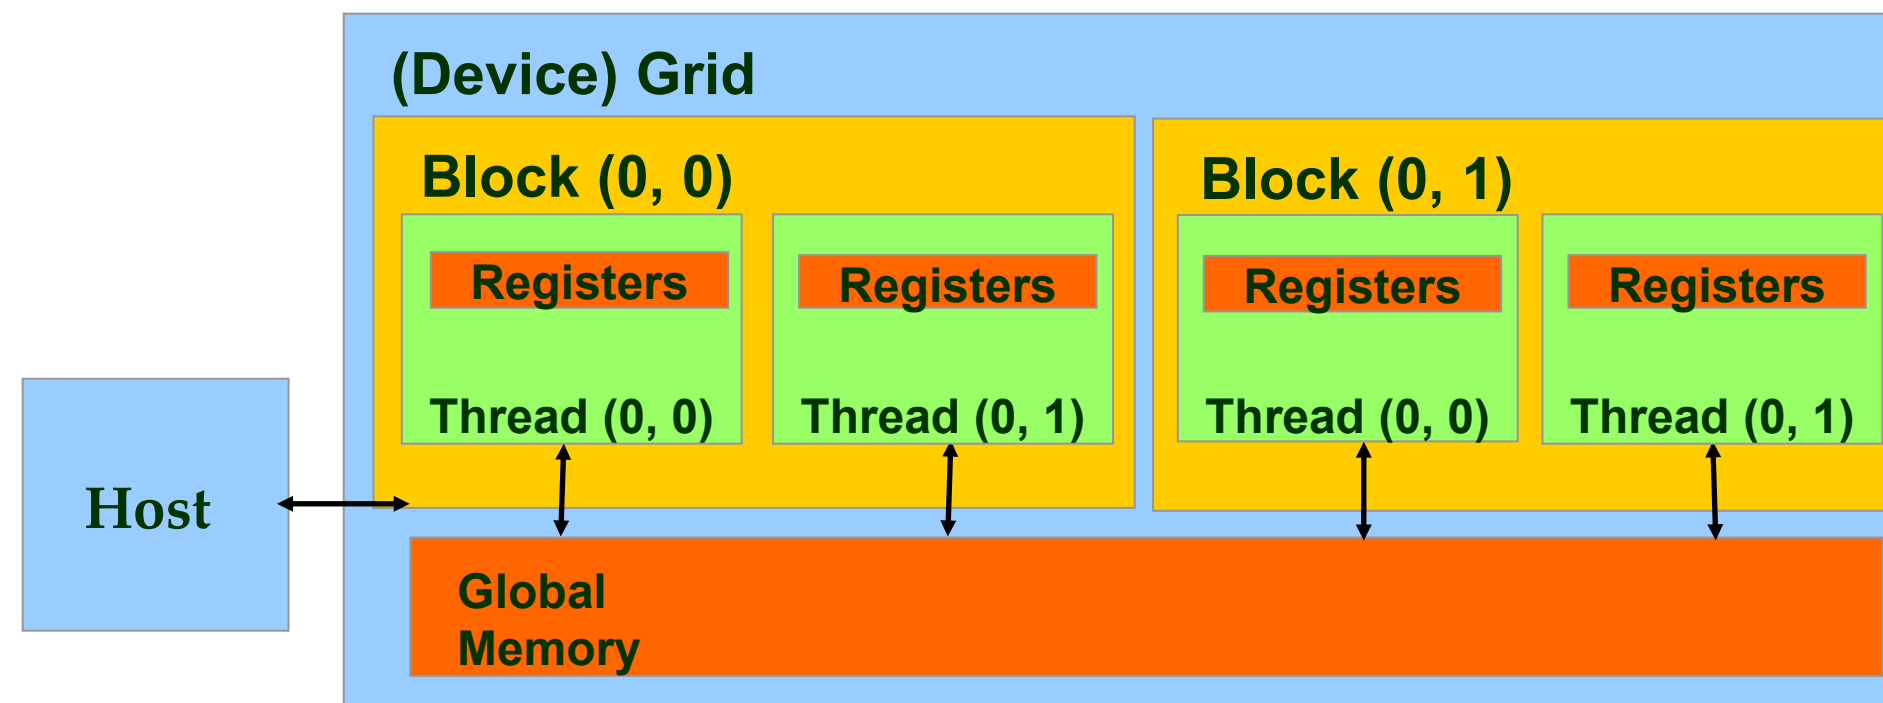 (Device) Grid
Block (0, 0)
Block (0, 1)
Registers
Registers
Registers
Registers
Thread (0, 0)
Thread (0, 1)
Thread (0, 0)
Thread (0, 1)
Host
Global
Memory